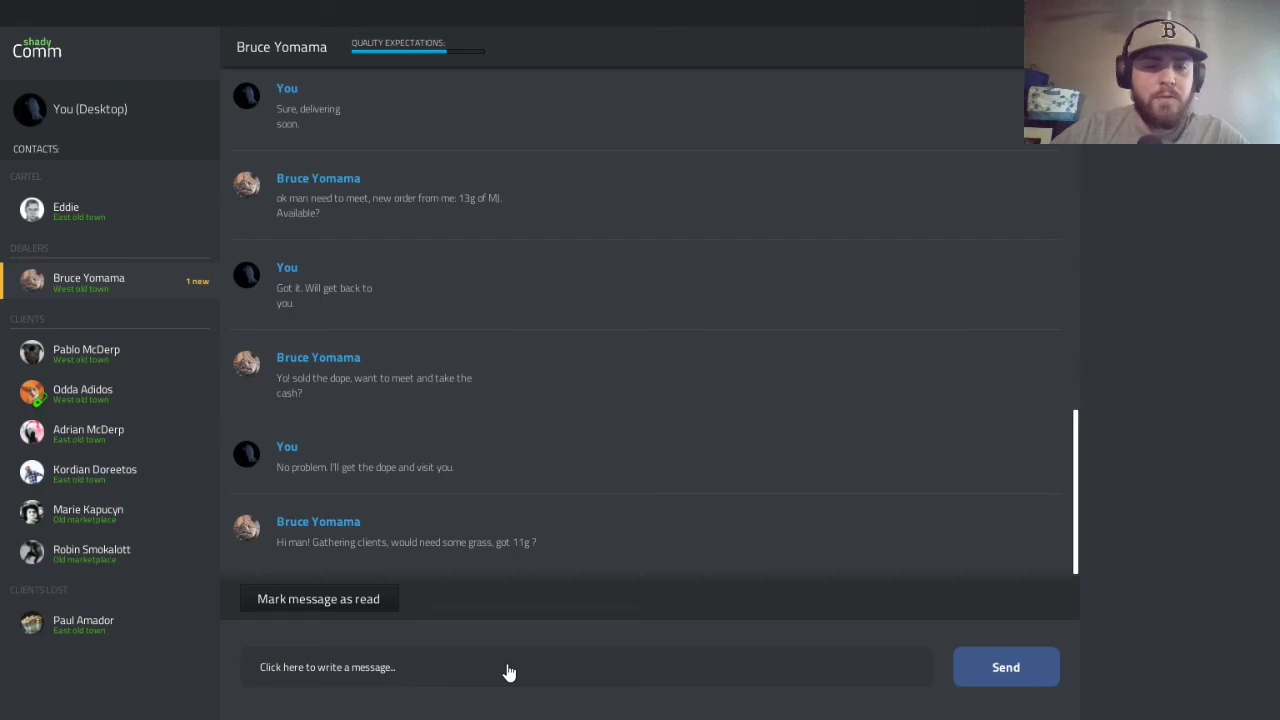 shady
Comm
You (Desktop)
CONTACTS:
CARTEL
Eddie
East old town
DEALERS
Bruce Yomama
West old town
1 new
CLIENTS
Pablo McDerp
West old town
Odda Adidos
West old town
Adrian McDerp
East old town
Kordian Doreetos
East old town
Marie Kapucyn
Old marketplace
Robin Smokalott
Old marketplace
CLIENTS LOST
Paul Amador
East old town
Bruce Yomama
QUALITY EXPECTATIONS:
You
Sure, delivering
soon.
Bruce Yomama
ok man need to meet, new order from me: 13g of MJ.
Available?
You
Got it. Will get back to
you.
Bruce Yomama
Yo! sold the dope, want to meet and take the
cash?
You
No problem. I'll get the dope and visit you.
Bruce Yomama
Hi man! Gathering clients, would need some grass, got 11g ?
Mark message as read
Click here to write a message..
Send
B